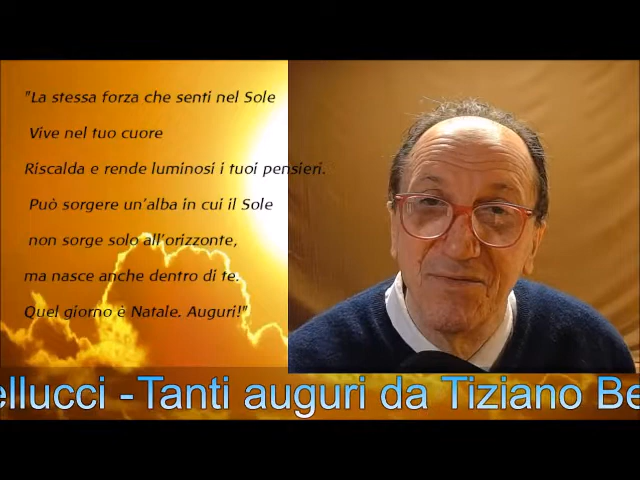 "La stessa forza che senti nel Sole
Vive nel tuo cuore
Riscalda e rende luminosi i tuoi pensieri.
Può sorgere un'alba in cui il Sole
non sorge solo all'orizzonte,
ma nasce anche dentro di te.
Quel giorno è Natale. Auguri!"
ellucci -Tanti auguri da Tiziano Be